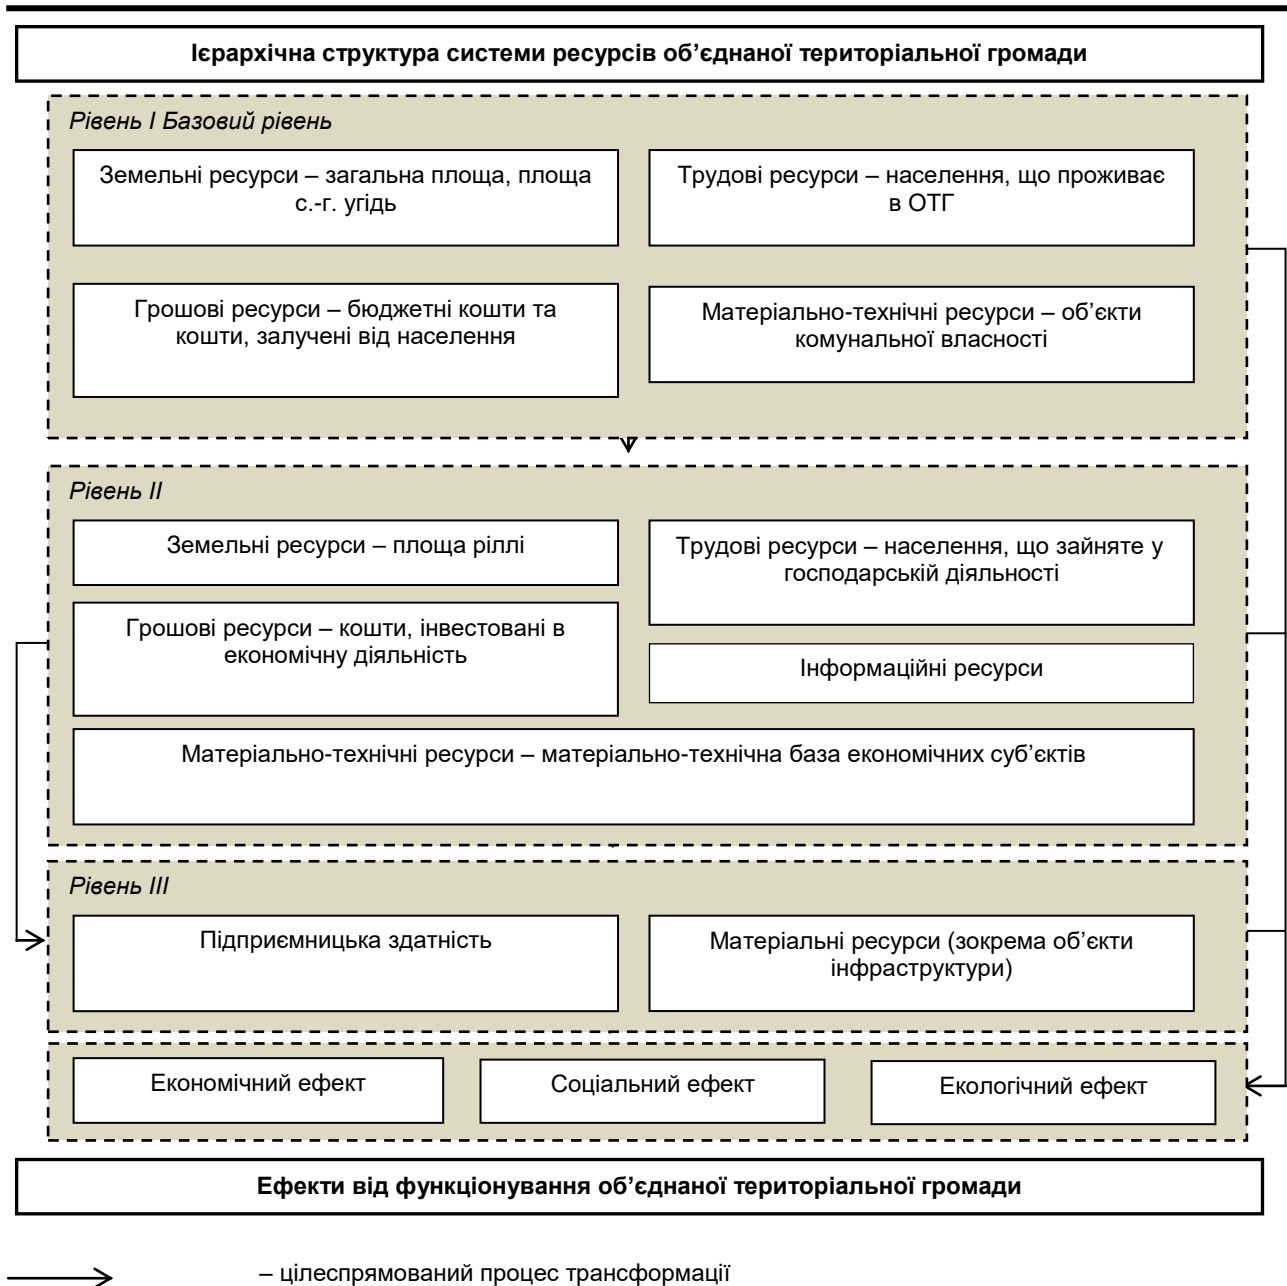 Ієрархічна структура системи ресурсів об’єднаної територіальної громади
Рівень І Базовий рівень
Земельні ресурси – загальна площа, площа
с.-г. угідь
Трудові ресурси – населення, що проживає
в ОТГ
Грошові ресурси – бюджетні кошти та
кошти, залучені від населення
Матеріально-технічні ресурси – об’єкти
комунальної власності
Рівень ІІ
Земельні ресурси – площа ріллі
Трудові ресурси – населення, що зайняте у
господарській діяльності
Грошові ресурси – кошти, інвестовані в
економічну діяльність
Інформаційні ресурси
Матеріально-технічні ресурси – матеріально-технічна база економічних суб’єктів
Рівень ІІІ
Підприємницька здатність
Матеріальні ресурси (зокрема об’єкти
інфраструктури)
Економічний ефект
Соціальний ефект
Екологічний ефект
Ефекти від функціонування об’єднаної територіальної громади
– цілеспрямований процес трансформації